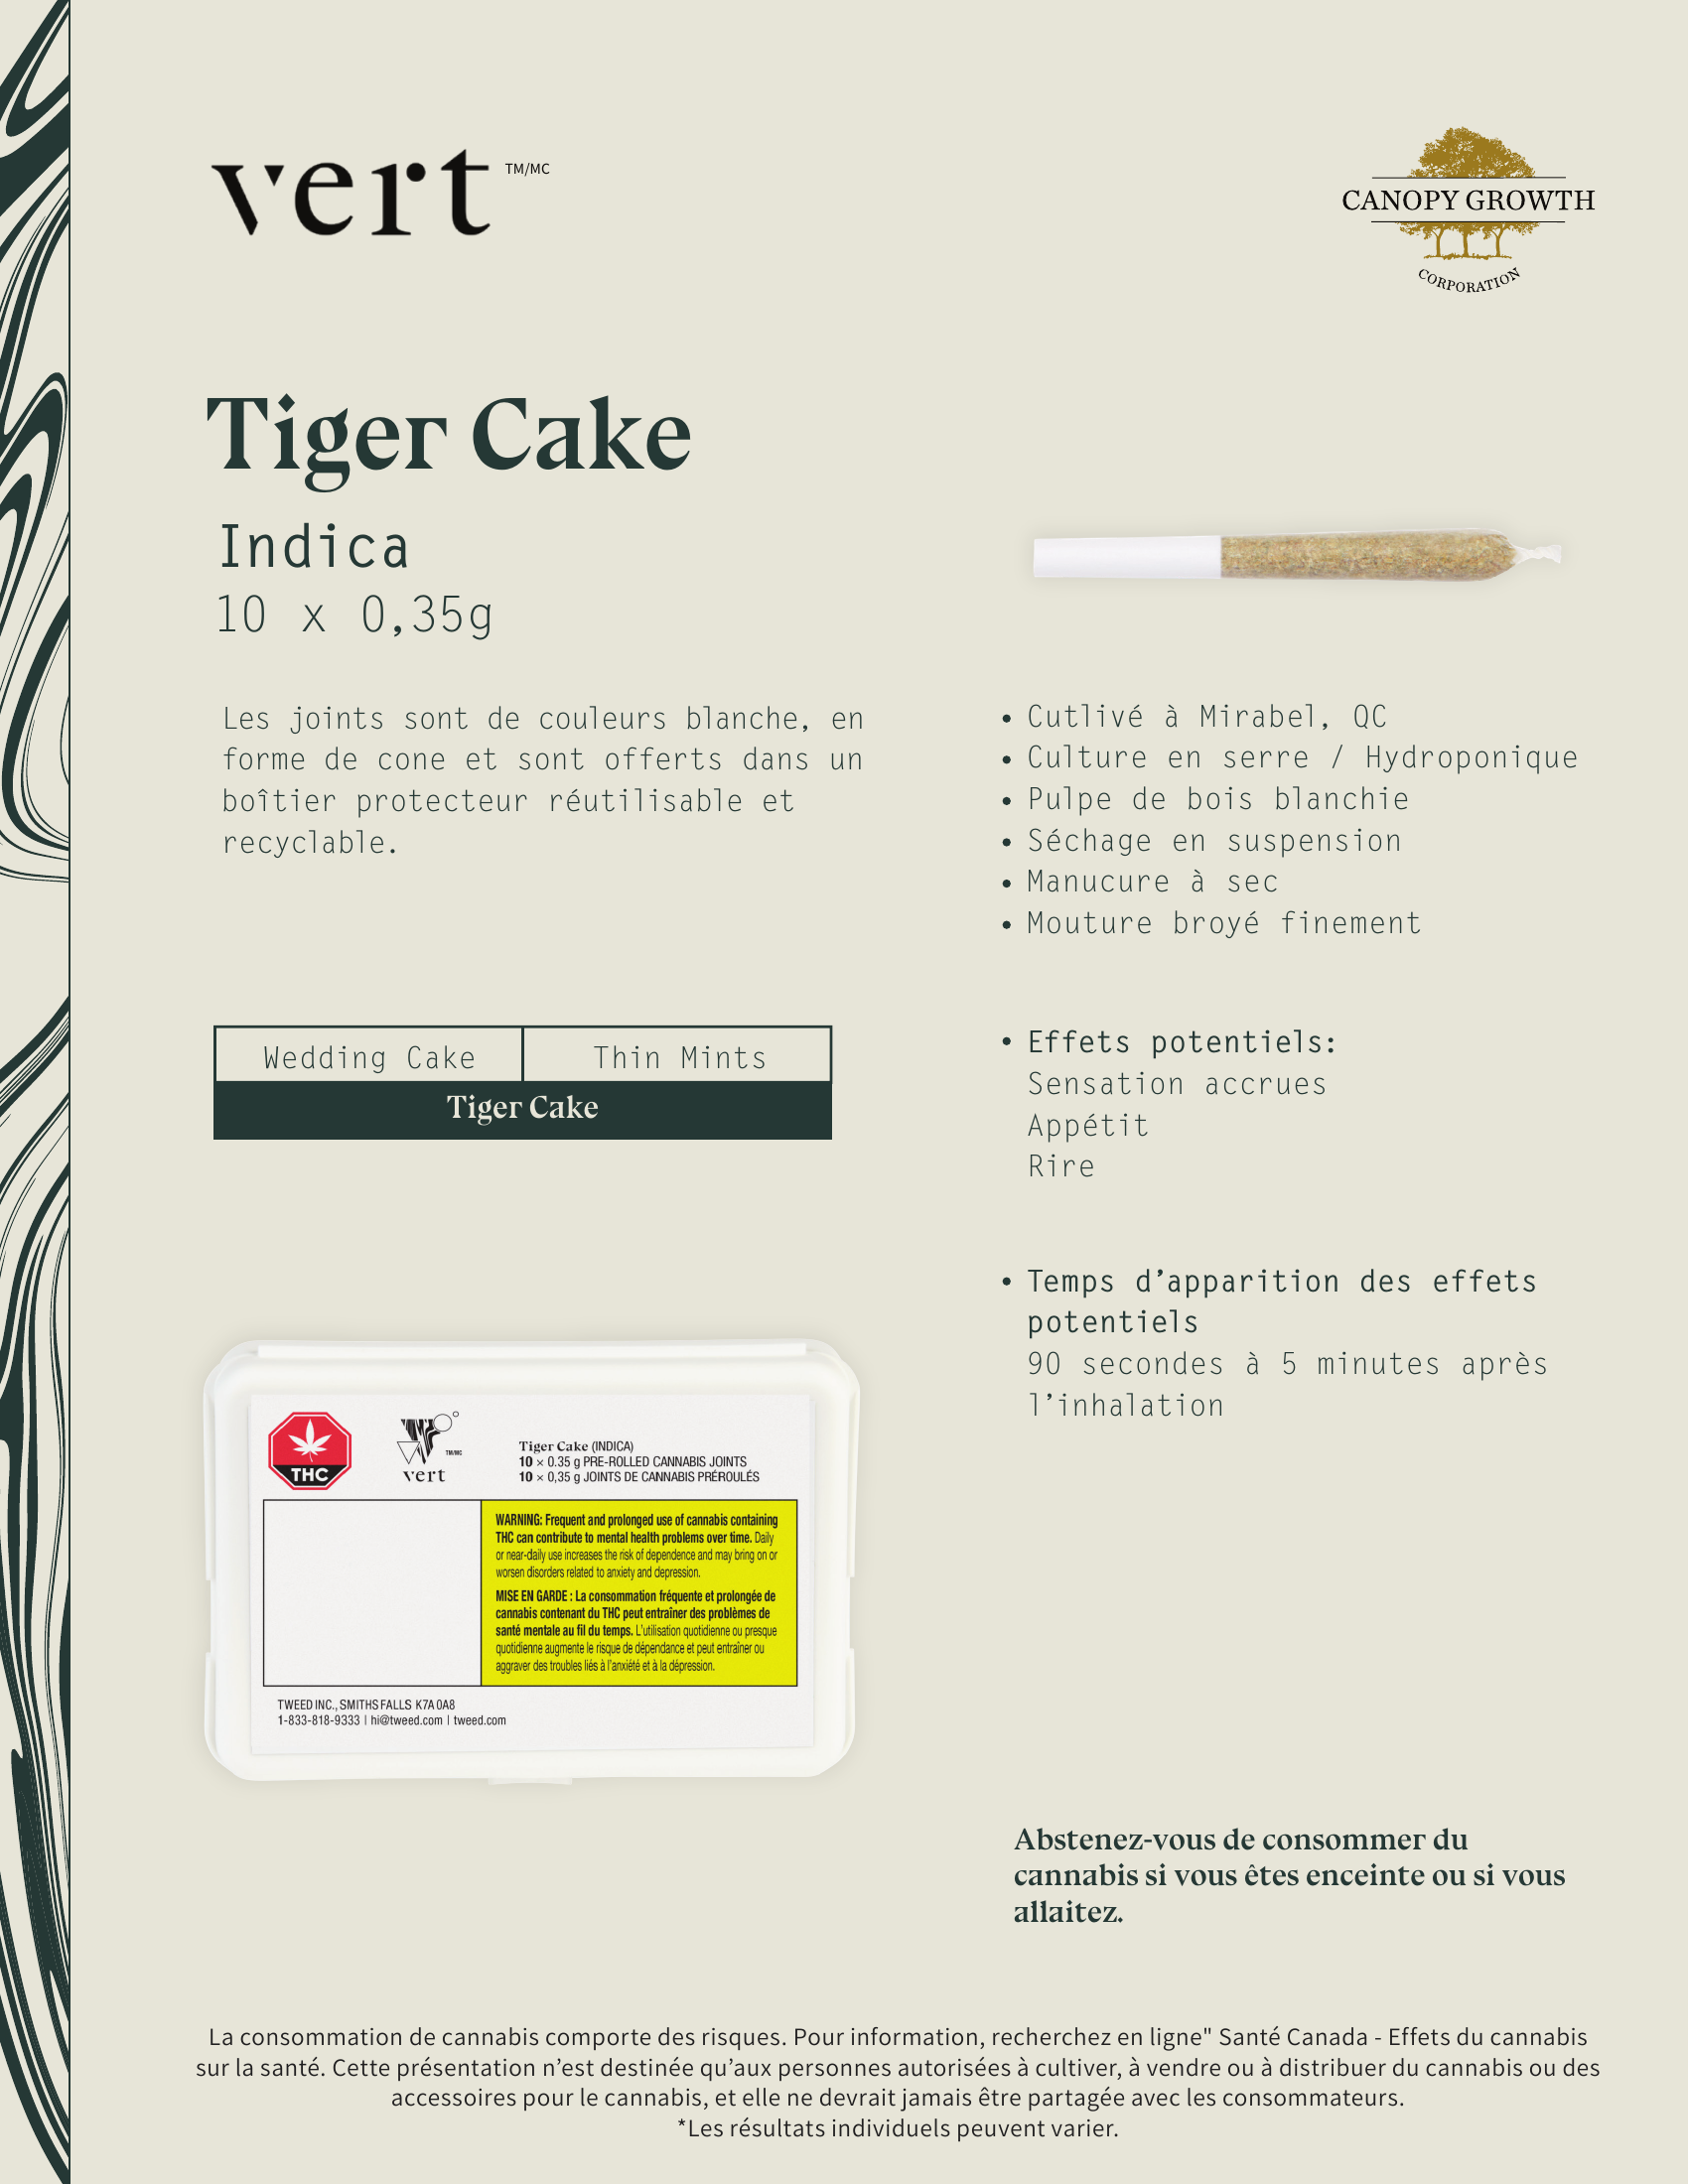 vert TM/MC
CANOPY GROWTH
CORPORATION
Tiger Cake
Indica
10 x 0,35g
Les joints sont de couleurs blanche, en
forme de cone et sont offerts dans un
boîtier protecteur réutilisable et
recyclable.
• Cutlivé à Mirabel, QC
• Culture en serre / Hydroponique
• Pulpe de bois blanchie
• Séchage en suspension
• Manucure à sec
• Mouture broyé finement
Wedding Cake
Thin Mints
Tiger Cake
• Effets potentiels:
Sensation accrues
Appétit
Rire
• Temps d’apparition des effets
potentiels
90 secondes à 5 minutes après
l’inhalation
THC
TM/MC
vert
Tiger Cake (INDICA)
10 × 0.35 g PRE-ROLLED CANNABIS JOINTS
10 × 0,35 g JOINTS DE CANNABIS PRÉROULÉS
WARNING: Frequent and prolonged use of cannabis containing
THC can contribute to mental health problems over time. Daily
or near-daily use increases the risk of dependence and may bring on or
worsen disorders related to anxiety and depression.
MISE EN GARDE : La consommation fréquente et prolongée de
cannabis contenant du THC peut entraîner des problèmes de
santé mentale au fil du temps. L’utilisation quotidienne ou presque
quotidienne augmente le risque de dépendance et peut entraîner ou
aggraver des troubles liés à l’anxiété et à la dépression.
TWEED INC., SMITHS FALLS K7A 0A8
1-833-818-9333 | hi@tweed.com | tweed.com
Abstenez-vous de consommer du
cannabis si vous êtes enceinte ou si vous
allaitez.
La consommation de cannabis comporte des risques. Pour information, recherchez en ligne" Santé Canada - Effets du cannabis
sur la santé. Cette présentation n’est destinée qu’aux personnes autorisées à cultiver, à vendre ou à distribuer du cannabis ou des
accessoires pour le cannabis, et elle ne devrait jamais être partagée avec les consommateurs.
*Les résultats individuels peuvent varier.